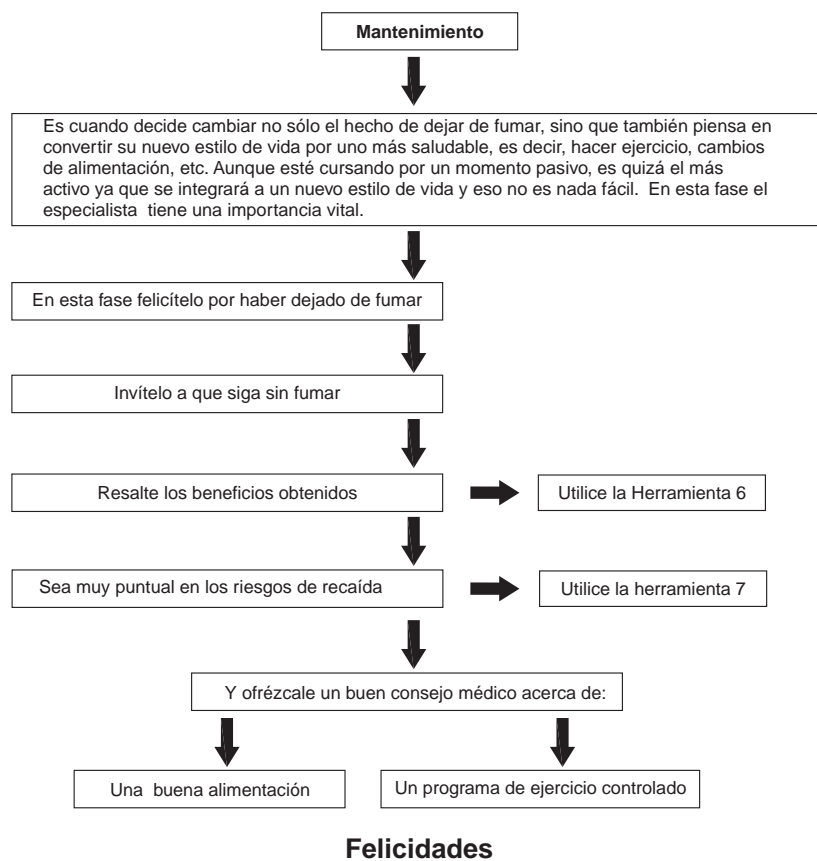 Mantenimiento
Es cuando decide cambiar no sólo el hecho de dejar de fumar, sino que también piensa en
convertir su nuevo estilo de vida por uno más saludable, es decir, hacer ejercicio, cambios
de alimentación, etc. Aunque esté cursando por un momento pasivo, es quizá el más
activo ya que se integrará a un nuevo estilo de vida y eso no es nada fácil. En esta fase el
especialista tiene una importancia vital.
En esta fase felicítelo por haber dejado de fumar
Invítelo a que siga sin fumar
Resalte los beneficios obtenidos
Utilice la Herramienta 6
Sea muy puntual en los riesgos de recaída
Utilice la herramienta 7
Y ofrézcale un buen consejo médico acerca de:
Una buena alimentación
Un programa de ejercicio controlado
Felicidades